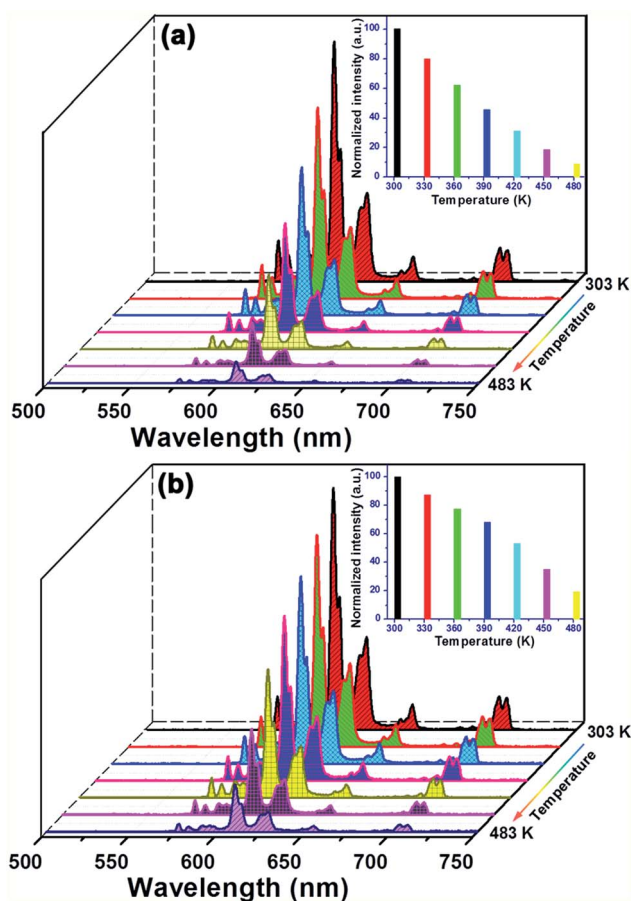 (a)
Normalized intensity (a.u.)
100
80
60
40
20
0
300 330 360 390 420 450 480
Temperature (K)
303 K
Temperature
483 K
500 550 600 650 700 750
Wavelength (nm)
(b)
Normalized intensity (a.u.)
100
80
60
40
20
0
300 330 360 390 420 450 480
Temperature (K)
303 K
Temperature
483 K
500 550 600 650 700 750
Wavelength (nm)